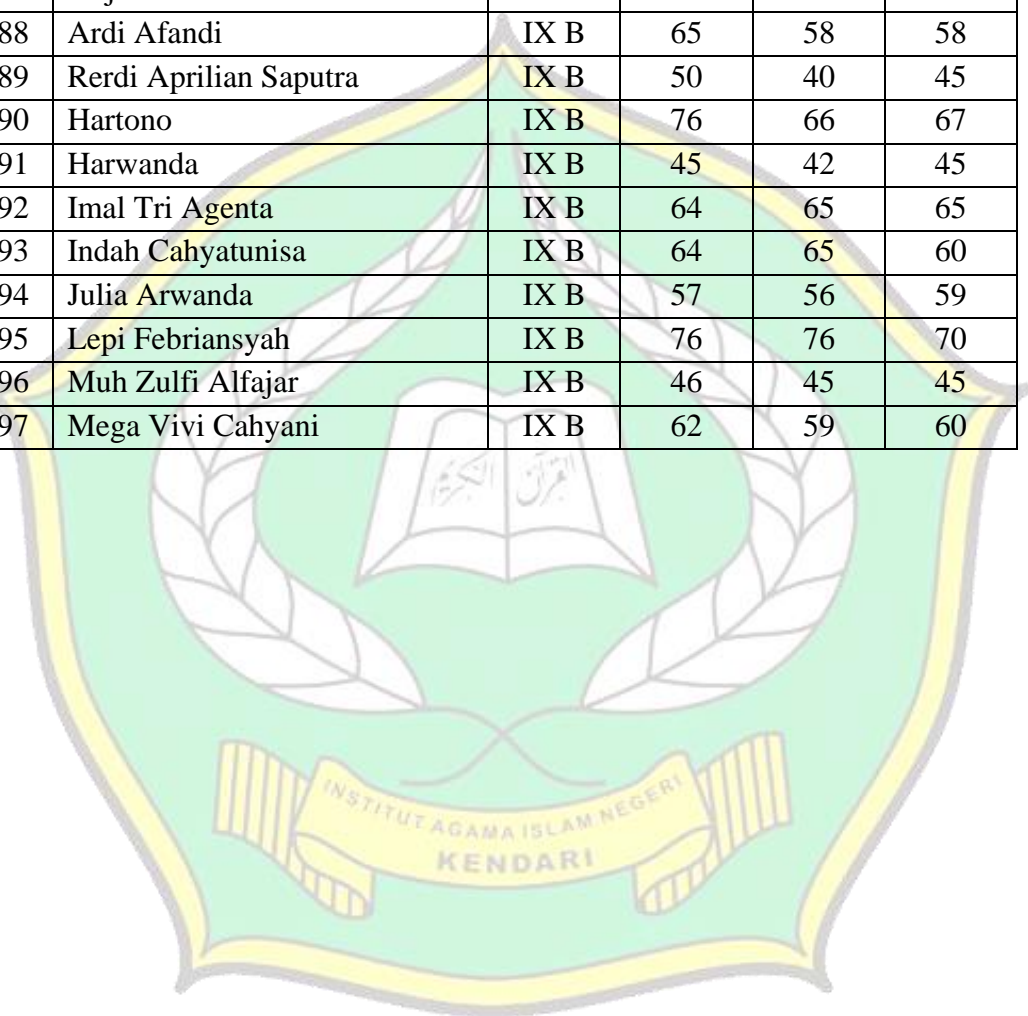 88 Ardi Afandi IX B 65 58 58
89 Rerdi Aprilian Saputra IX B 50 40 45
90 Hartono IX B 76 66 67
91 Harwanda IX B 45 42 45
92 Imal Tri Agenta IX B 64 65 65
93 Indah Cahyatunisa IX B 64 65 60
94 Julia Arwanda IX B 57 56 59
95 Lepi Febriansyah IX B 76 76 70
96 Muh Zulfi Alfajar IX B 46 45 45
97 Mega Vivi Cahyani IX B 62 59 60
القرآن الكريم
INSTITUT AGAMA ISLAM NEGERI
KENDARI